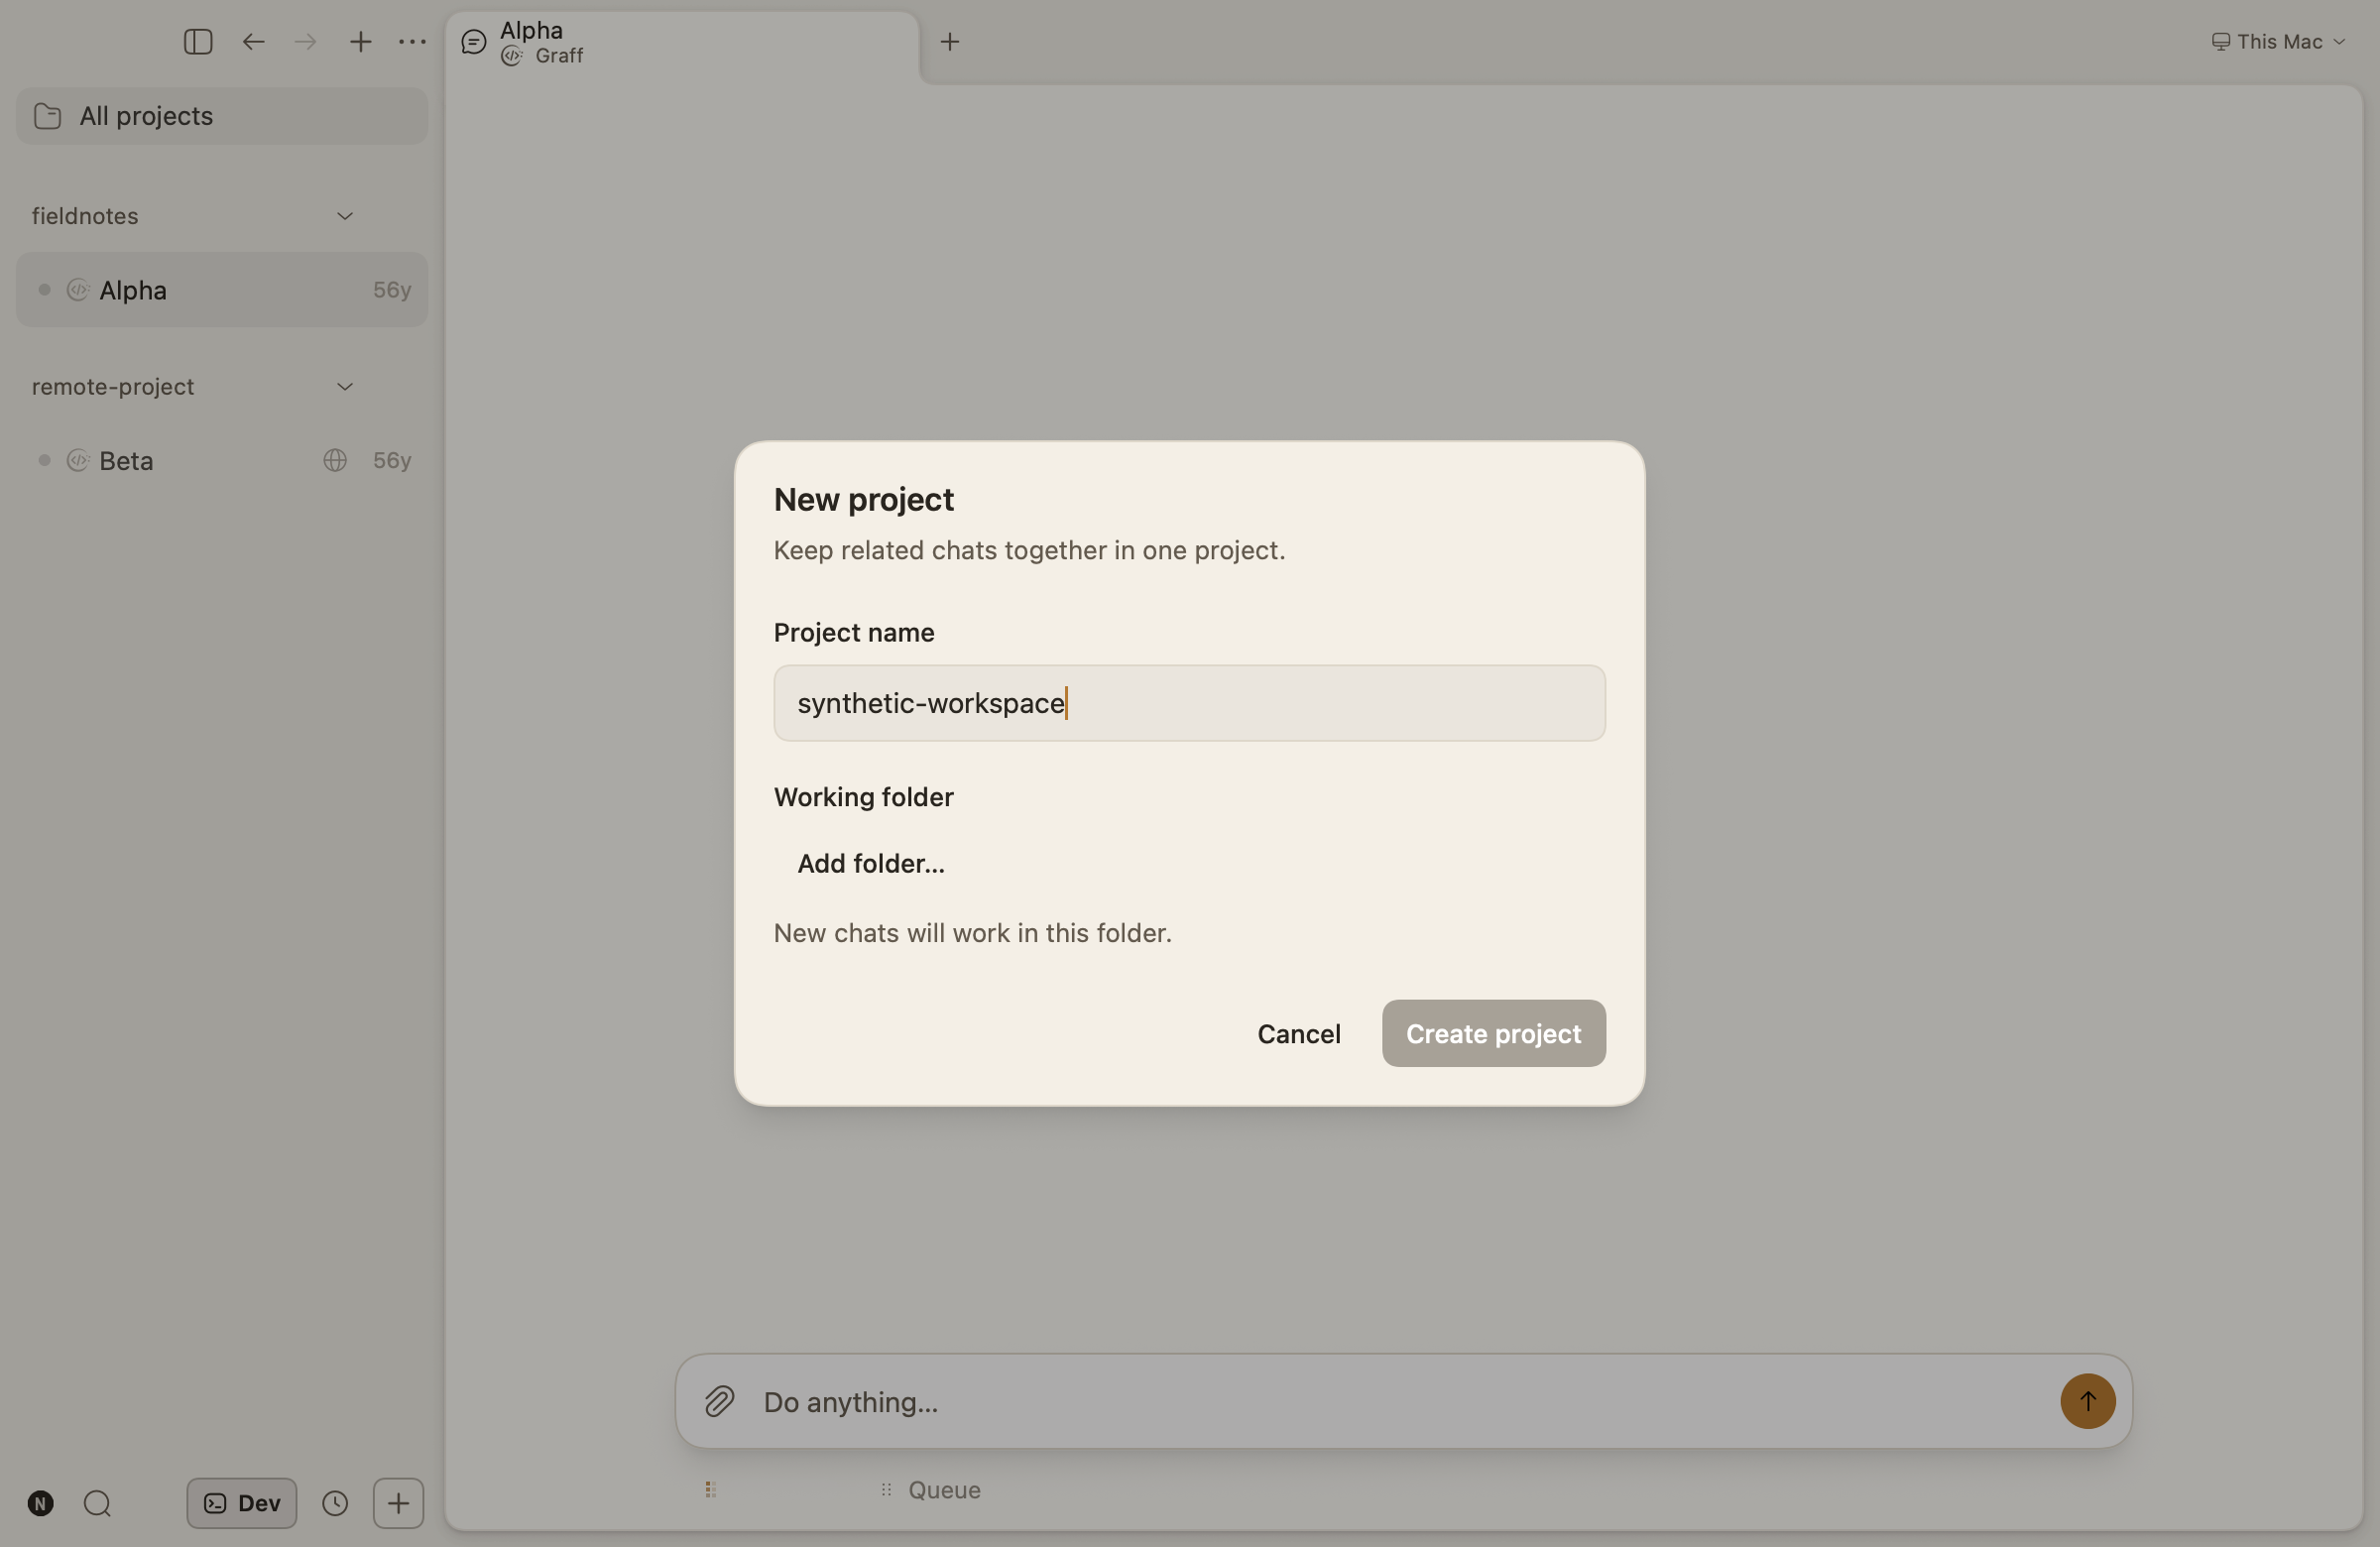 Alpha
Graff
This Mac
All projects
fieldnotes
Alpha 56y
remote-project
Beta 56y
New project
Keep related chats together in one project.
Project name
synthetic-workspace
Working folder
Add folder...
New chats will work in this folder.
Cancel Create project
Do anything...
Queue
N Dev